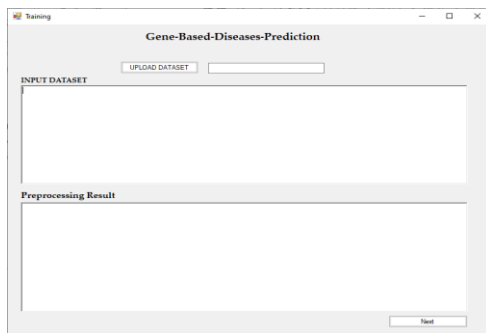 Training
Gene-Based-Diseases-Prediction
UPLOAD DATASET
INPUT DATASET
Preprocessing Result
Next